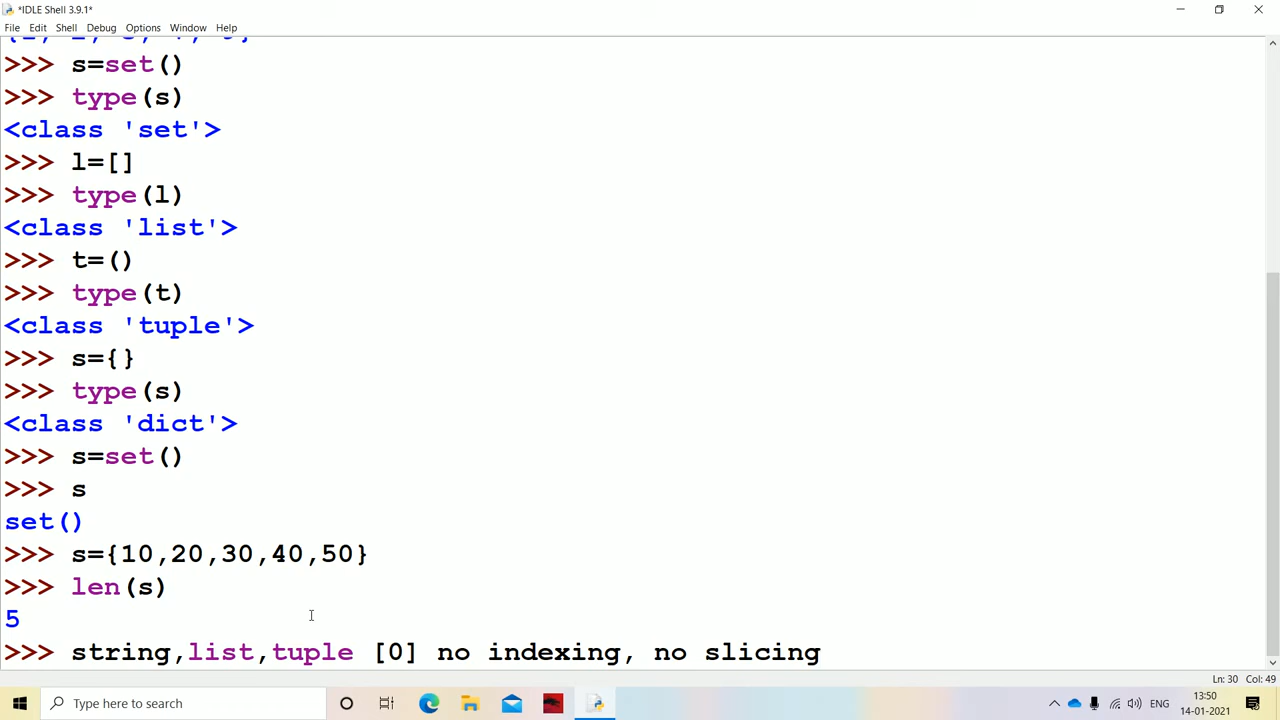 *IDLE Shell 3.9.1*
File Edit Shell Debug Options Window Help
>>> s=set()
>>> type(s)
<class 'set'>
>>> l=[]
>>> type(l)
<class 'list'>
>>> t=()
>>> type(t)
<class 'tuple'>
>>> s={}
>>> type(s)
<class 'dict'>
>>> s=set()
>>> s
set()
>>> s={10,20,30,40,50}
>>> len(s)
5
>>> string,list,tuple [0] no indexing, no slicing
Ln: 30 Col: 49
Type here to search
ENG
13:50
14-01-2021